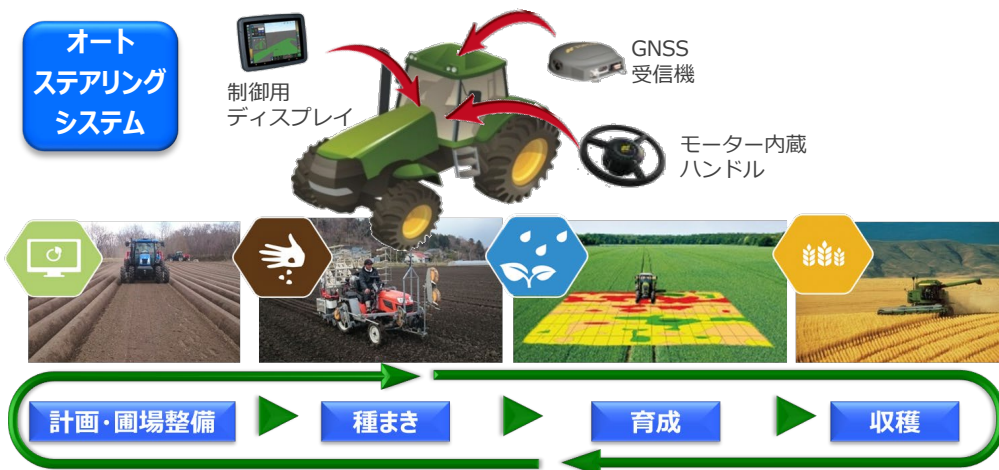 オート
ステアリング
システム
制御用
ディスプレイ
GNSS
受信機
モーター内蔵
ハンドル
計画・圃場整備
種まき
育成
収穫